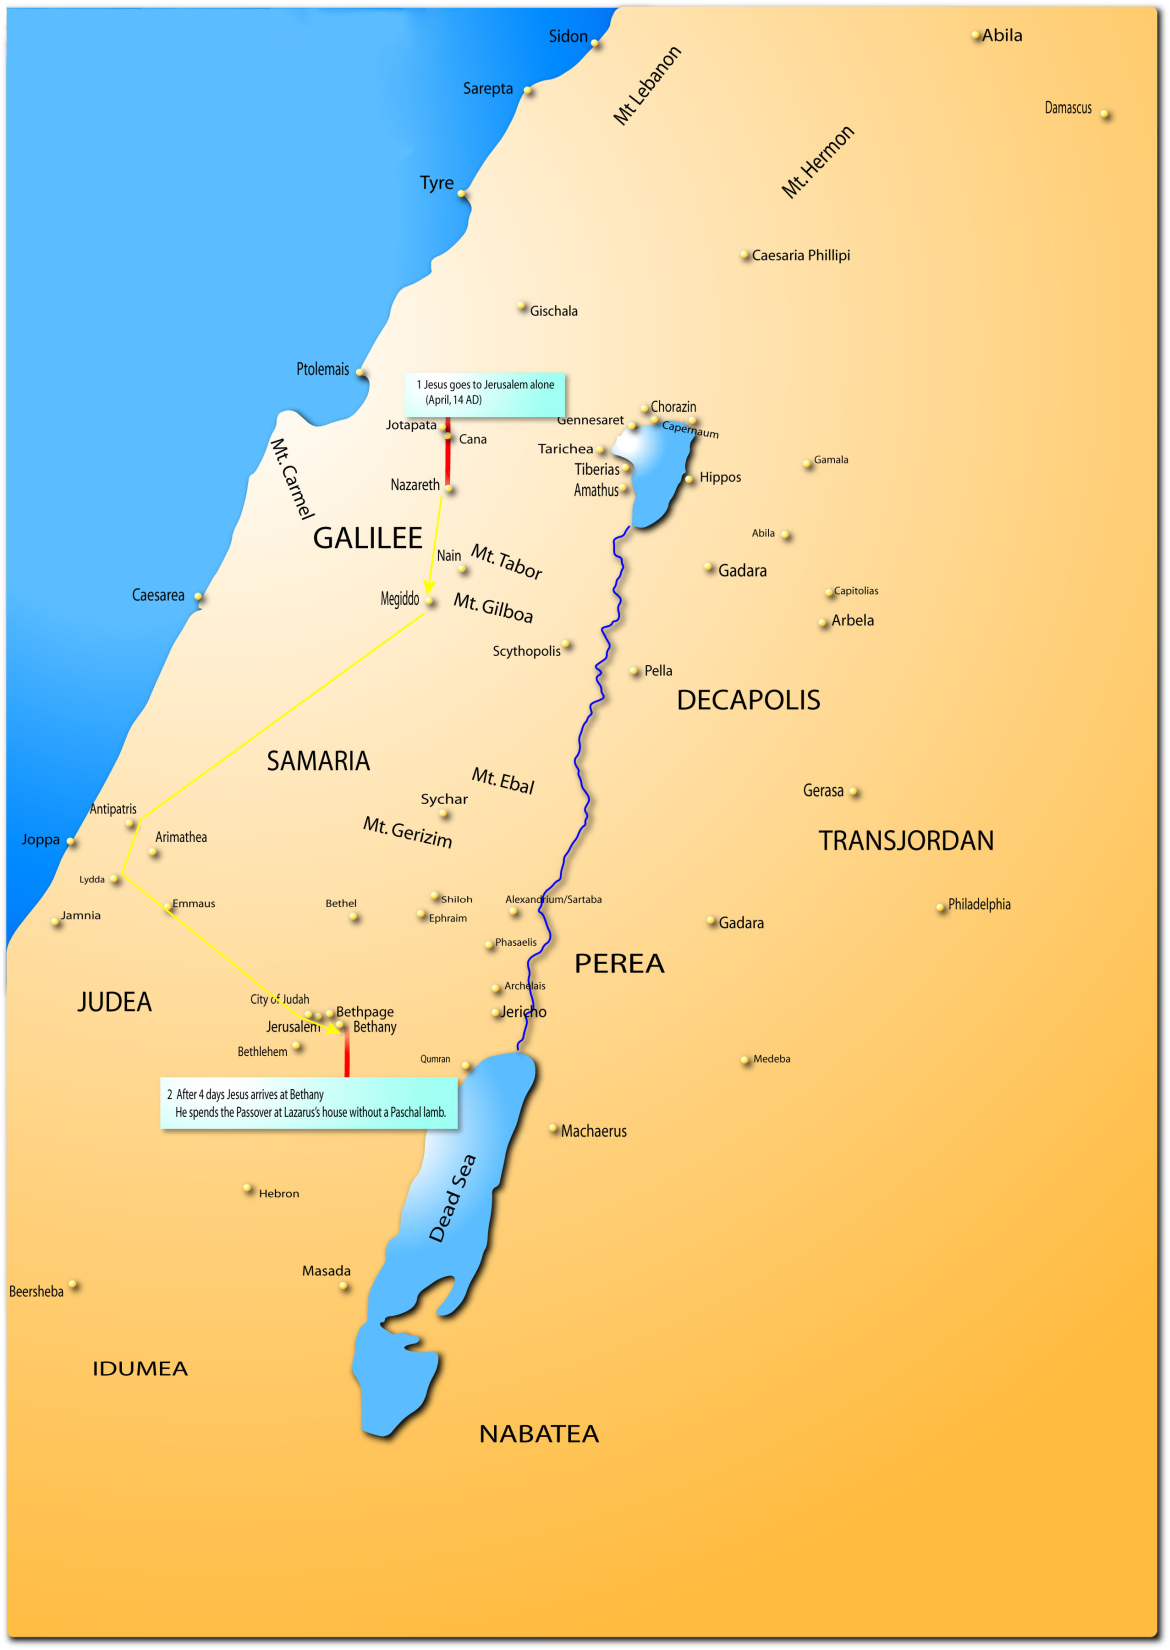 Sidon
Abila
Mt Lebanon
Sarepta
Damascus
Mt. Hermon
Tyre
Caesaria Phillipi
Gischala
Ptolemais
1 Jesus goes to Jerusalem alone
(April, 14 AD)
Chorazin
Gennesaret
Capernaum
Jotapata
Cana
Tarichea
Gamala
Tiberias
Hippos
Nazareth
Amathus
Mt. Carmel
GALILEE
Abila
Nain
Mt. Tabor
Gadara
Capitolias
Caesarea
Megiddo
Mt. Gilboa
Arbela
Scythopolis
Pella
DECAPOLIS
SAMARIA
Mt. Ebal
Gerasa
Sychar
Antipatris
Mt. Gerizim
Joppa
Arimathea
TRANSJORDAN
Lydda
Emmaus
Bethel
Shiloh
Alexandrium/Sartaba
Philadelphia
Jamnia
Ephraim
Gadara
Phasaelis
PEREA
Archelais
JUDEA
City of Judah
Bethpage
Jericho
Jerusalem
Bethany
Bethlehem
Qumran
Medeba
2 After 4 days Jesus arrives at Bethany
He spends the Passover at Lazarus's house without a Paschal lamb.
Machaerus
Dead Sea
Hebron
Masada
Beersheba
IDUMEA
NABATEA